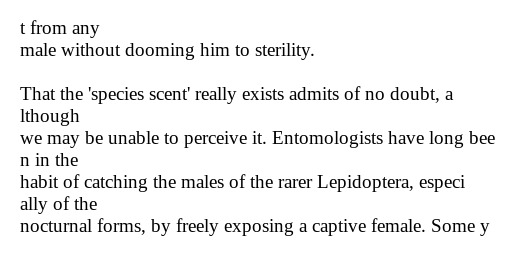 t from any
male without dooming him to sterility.
That the 'species scent' really exists admits of no doubt, a
lthough
we may be unable to perceive it. Entomologists have long bee
n in the
habit of catching the males of the rarer Lepidoptera, especi
ally of the
nocturnal forms, by freely exposing a captive female. Some y